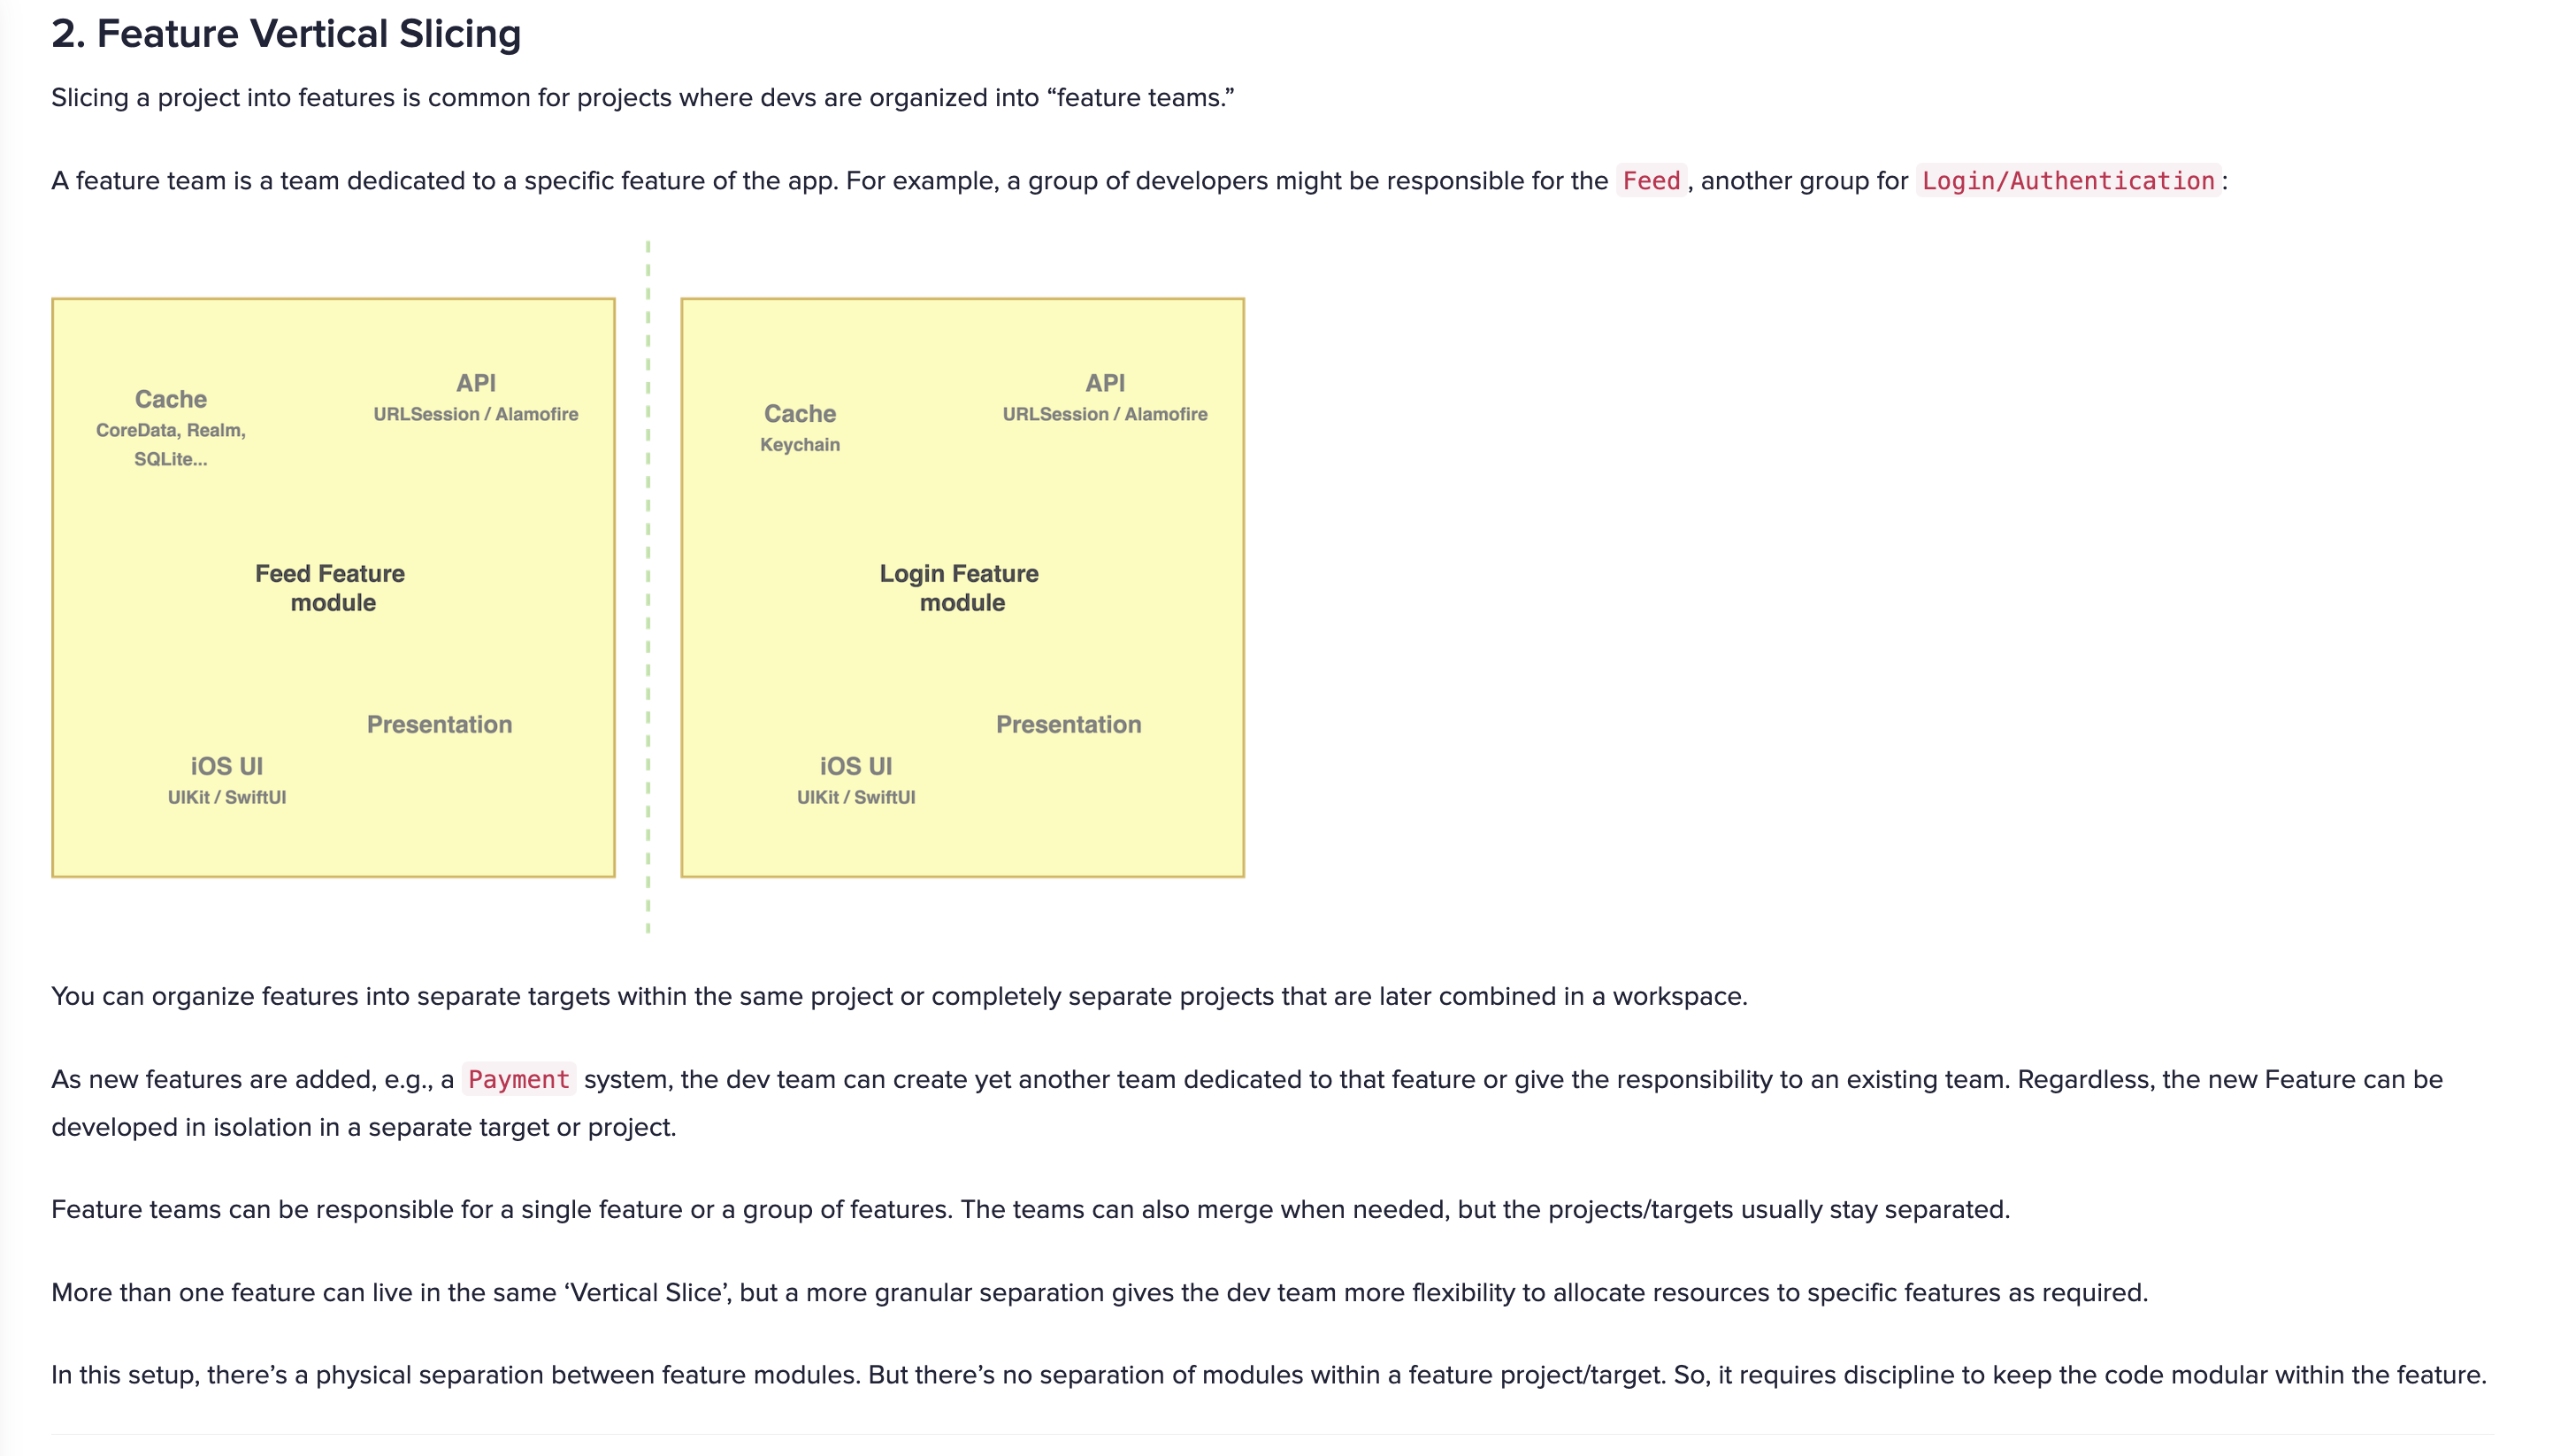 2. Feature Vertical Slicing
Slicing a project into features is common for projects where devs are organized into “feature teams.”
A feature team is a team dedicated to a specific feature of the app. For example, a group of developers might be responsible for the Feed, another group for Login/Authentication:
Cache
CoreData, Realm,
SQLite...
API
URLSession / Alamofire
Feed Feature
module
Presentation
iOS UI
UIKit / SwiftUI
Cache
Keychain
API
URLSession / Alamofire
Login Feature
module
Presentation
iOS UI
UIKit / SwiftUI
You can organize features into separate targets within the same project or completely separate projects that are later combined in a workspace.
As new features are added, e.g., a Payment system, the dev team can create yet another team dedicated to that feature or give the responsibility to an existing team. Regardless, the new Feature can be
developed in isolation in a separate target or project.
Feature teams can be responsible for a single feature or a group of features. The teams can also merge when needed, but the projects/targets usually stay separated.
More than one feature can live in the same ‘Vertical Slice’, but a more granular separation gives the dev team more flexibility to allocate resources to specific features as required.
In this setup, there’s a physical separation between feature modules. But there’s no separation of modules within a feature project/target. So, it requires discipline to keep the code modular within the feature.